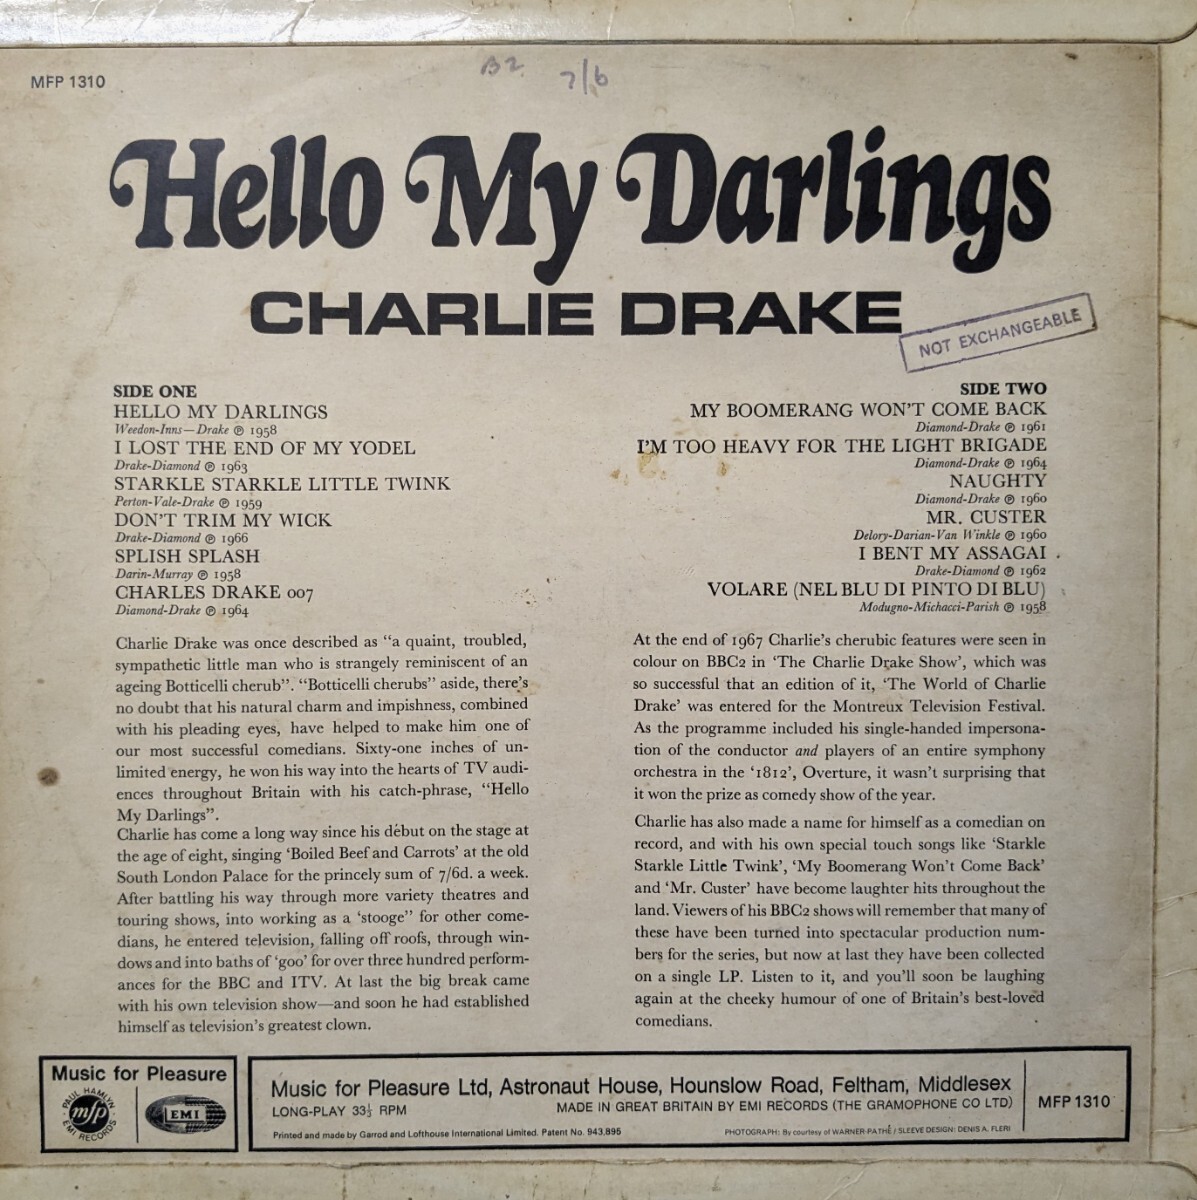 MFP 1310
B2 7/6
Hello My Darlings
CHARLIE DRAKE
NOT EXCHANGEABLE
SIDE ONE
HELLO MY DARLINGS
Weedon-Inns—Drake ℗ 1958
I LOST THE END OF MY YODEL
Drake-Diamond ℗ 1963
STARKLE STARKLE LITTLE TWINK
Perton-Vale-Drake ℗ 1959
DON'T TRIM MY WICK
Drake-Diamond ℗ 1966
SPLISH SPLASH
Darin-Murray ℗ 1958
CHARLES DRAKE 007
Diamond-Drake ℗ 1964
SIDE TWO
MY BOOMERANG WON'T COME BACK
Diamond-Drake ℗ 1961
I'M TOO HEAVY FOR THE LIGHT BRIGADE
Diamond-Drake ℗ 1964
NAUGHTY
Diamond-Drake ℗ 1960
MR. CUSTER
Delory-Darian-Van Winkle ℗ 1960
I BENT MY ASSAGAI
Drake-Diamond ℗ 1962
VOLARE (NEL BLU DI PINTO DI BLU)
Modugno-Michacci-Parish ℗ 1958
Charlie Drake was once described as "a quaint, troubled,
sympathetic little man who is strangely reminiscent of an
ageing Botticelli cherub". "Botticelli cherubs" aside, there's
no doubt that his natural charm and impishness, combined
with his pleading eyes, have helped to make him one of
our most successful comedians. Sixty-one inches of un-
limited energy, he won his way into the hearts of TV audi-
ences throughout Britain with his catch-phrase, "Hello
My Darlings".
Charlie has come a long way since his début on the stage at
the age of eight, singing 'Boiled Beef and Carrots' at the old
South London Palace for the princely sum of 7/6d. a week.
After battling his way through more variety theatres and
touring shows, into working as a 'stooge" for other come-
dians, he entered television, falling off roofs, through win-
dows and into baths of 'goo' for over three hundred perform-
ances for the BBC and ITV. At last the big break came
with his own television show—and soon he had established
himself as television's greatest clown.
At the end of 1967 Charlie's cherubic features were seen in
colour on BBC2 in 'The Charlie Drake Show', which was
so successful that an edition of it, 'The World of Charlie
Drake' was entered for the Montreux Television Festival.
As the programme included his single-handed impersona-
tion of the conductor and players of an entire symphony
orchestra in the '1812', Overture, it wasn't surprising that
it won the prize as comedy show of the year.
Charlie has also made a name for himself as a comedian on
record, and with his own special touch songs like 'Starkle
Starkle Little Twink', 'My Boomerang Won't Come Back'
and 'Mr. Custer' have become laughter hits throughout the
land. Viewers of his BBC2 shows will remember that many of
these have been turned into spectacular production num-
bers for the series, but now at last they have been collected
on a single LP. Listen to it, and you'll soon be laughing
again at the cheeky humour of one of Britain's best-loved
comedians.
Music for Pleasure
PAUL HAMLYN
mfp
EMI RECORDS
EMI
Music for Pleasure Ltd, Astronaut House, Hounslow Road, Feltham, Middlesex
LONG-PLAY 33⅓ RPM MADE IN GREAT BRITAIN BY EMI RECORDS (THE GRAMOPHONE CO LTD)
Printed and made by Garrod and Lofthouse International Limited. Patent No. 943,895 PHOTOGRAPH: By courtesy of WARNER-PATHÉ / SLEEVE DESIGN: DENIS A. FLERI
MFP 1310